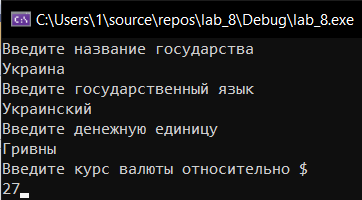 C:\Users\1\source\repos\lab_8\Debug\lab_8.exe
Введите название государства
Украина
Введите государственный язык
Украинский
Введите денежную единицу
Гривны
Введите курс валюты относительно $
27